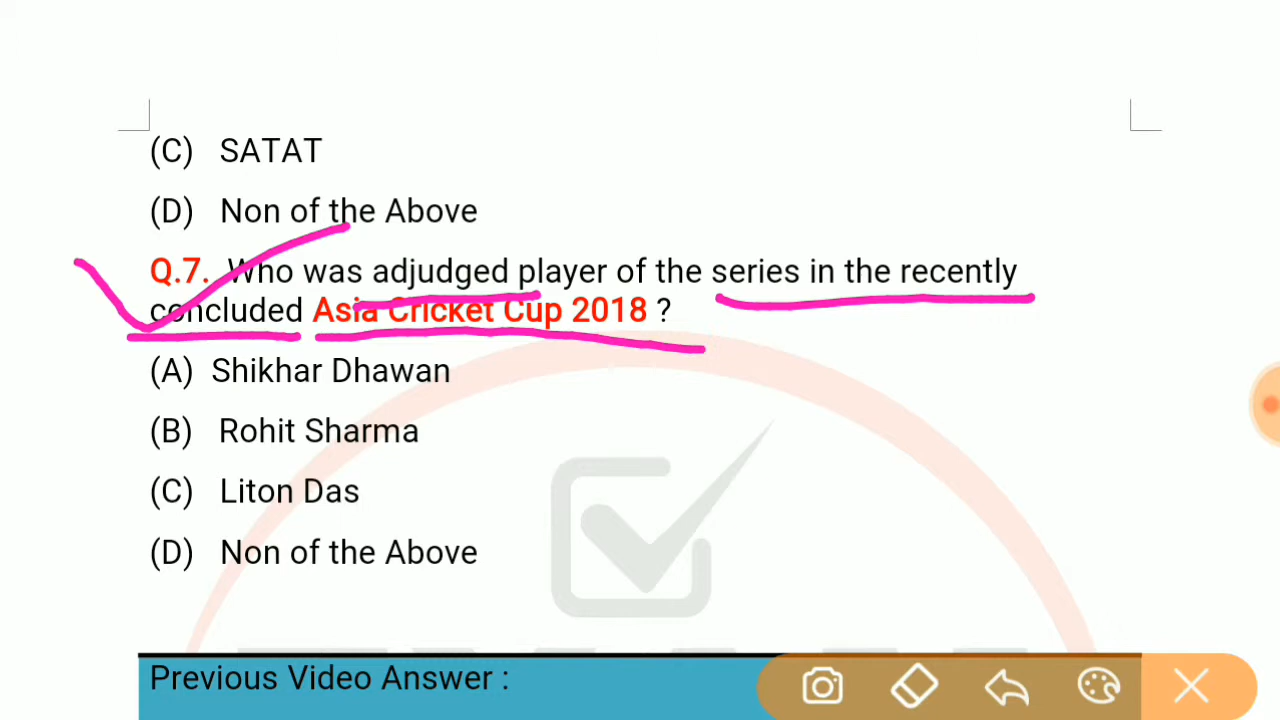 (C) SATAT
(D) Non of the Above
Q.7. Who was adjudged player of the series in the recently
concluded Asia Cricket Cup 2018 ?
(A) Shikhar Dhawan
(B) Rohit Sharma
(C) Liton Das
(D) Non of the Above
Previous Video Answer :